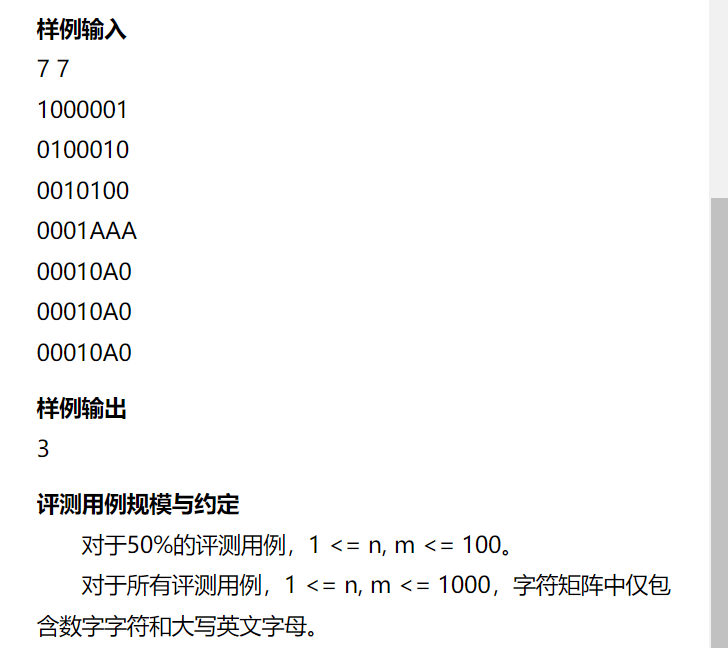 样例输入
7 7
1000001
0100010
0010100
0001AAA
00010A0
00010A0
00010A0
样例输出
3
评测用例规模与约定
对于50%的评测用例，1 <= n, m <= 100。
对于所有评测用例，1 <= n, m <= 1000，字符矩阵中仅包
含数字字符和大写英文字母。